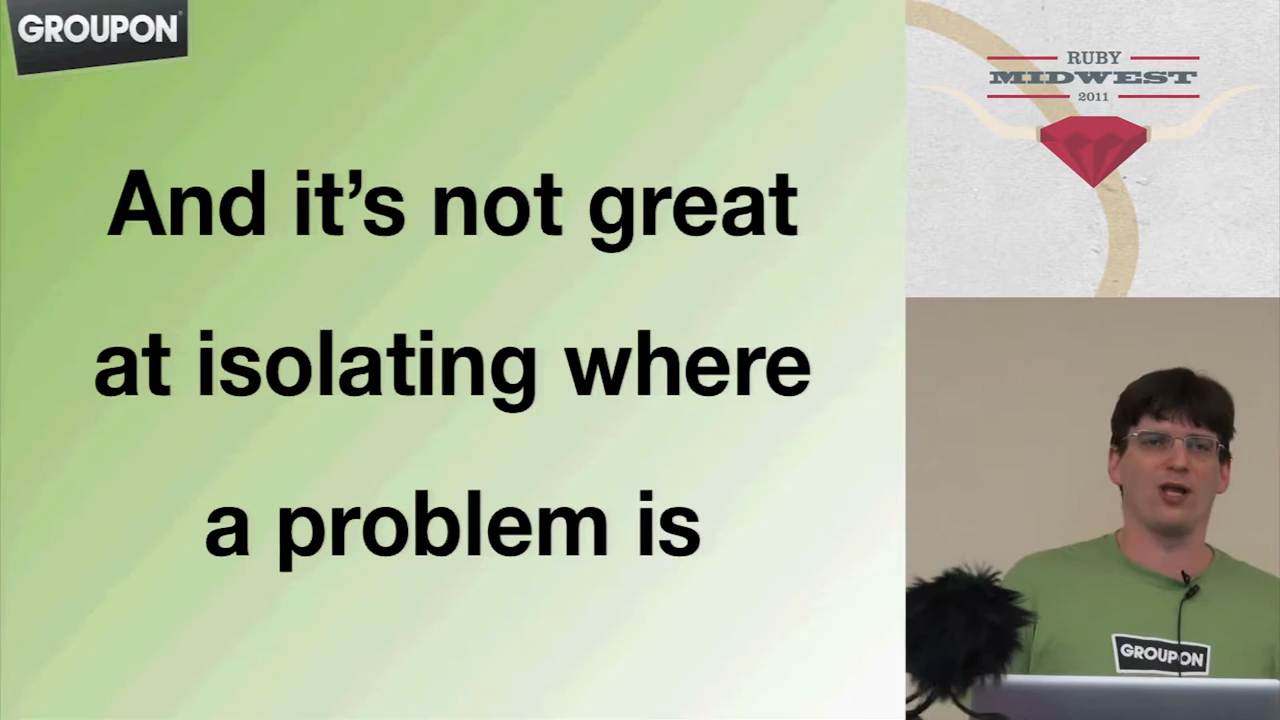 GROUPON
And it's not great
at isolating where
a problem is
RUBY
MIDWEST
2011
GROUPON